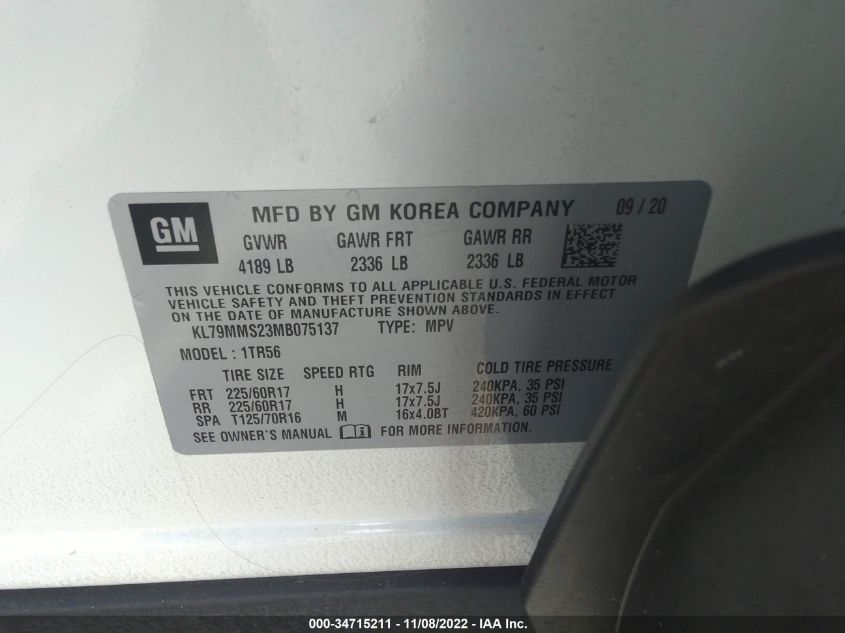 GM
MFD BY GM KOREA COMPANY 09 / 20
GVWR GAWR FRT GAWR RR
4189 LB 2336 LB 2336 LB
THIS VEHICLE CONFORMS TO ALL APPLICABLE U.S. FEDERAL MOTOR
VEHICLE SAFETY AND THEFT PREVENTION STANDARDS IN EFFECT
ON THE DATE OF MANUFACTURE SHOWN ABOVE.
KL79MMS23MB075137 TYPE: MPV
MODEL : 1TR56
TIRE SIZE SPEED RTG RIM COLD TIRE PRESSURE
FRT 225/60R17 H 17x7.5J 240KPA, 35 PSI
RR 225/60R17 H 17x7.5J 240KPA, 35 PSI
SPA T125/70R16 M 16x4.0BT 420KPA, 60 PSI
SEE OWNER'S MANUAL FOR MORE INFORMATION.
000-34715211 - 11/08/2022 - IAA Inc.